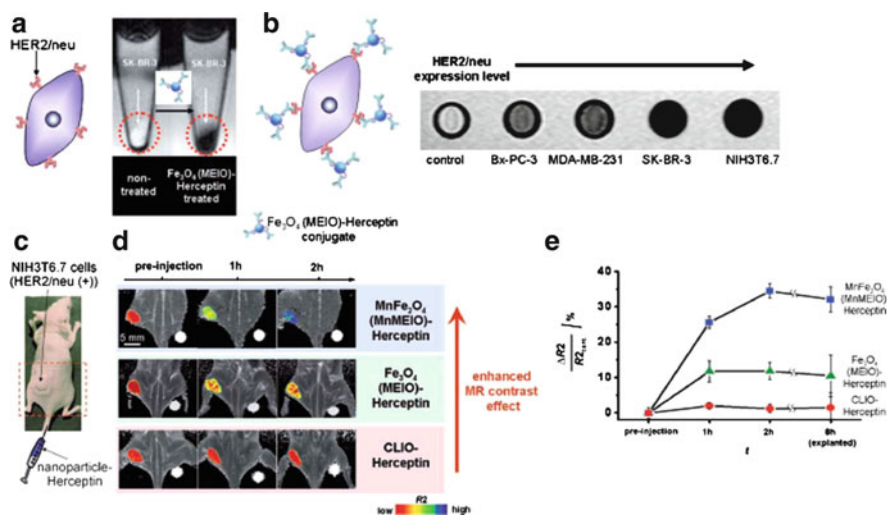 a
HER2/neu
SK-BR-3
SK-BR-3
non-
treated
Fe3O4 (MEIO)-
Herceptin
treated
b
Fe3O4 (MEIO)-Herceptin
conjugate
HER2/neu
expression level
control
Bx-PC-3
MDA-MB-231
SK-BR-3
NIH3T6.7
c
NIH3T6.7 cells
(HER2/neu (+))
nanoparticle-
Herceptin
d
pre-injection
1h
2h
5 mm
MnFe2O4
(MnMEIO)-
Herceptin
Fe3O4
(MEIO)-
Herceptin
CLIO-
Herceptin
enhanced
MR contrast
effect
R2
low
high
e
ΔR2
R2cont.
/ %
40
30
20
10
0
MnFe2O4
(MnMEIO)
Herceptin
Fe3O4
(MEIO)-
Herceptin
CLIO-
Herceptin
pre-injection
1h
2h
8h
(explanted)
t